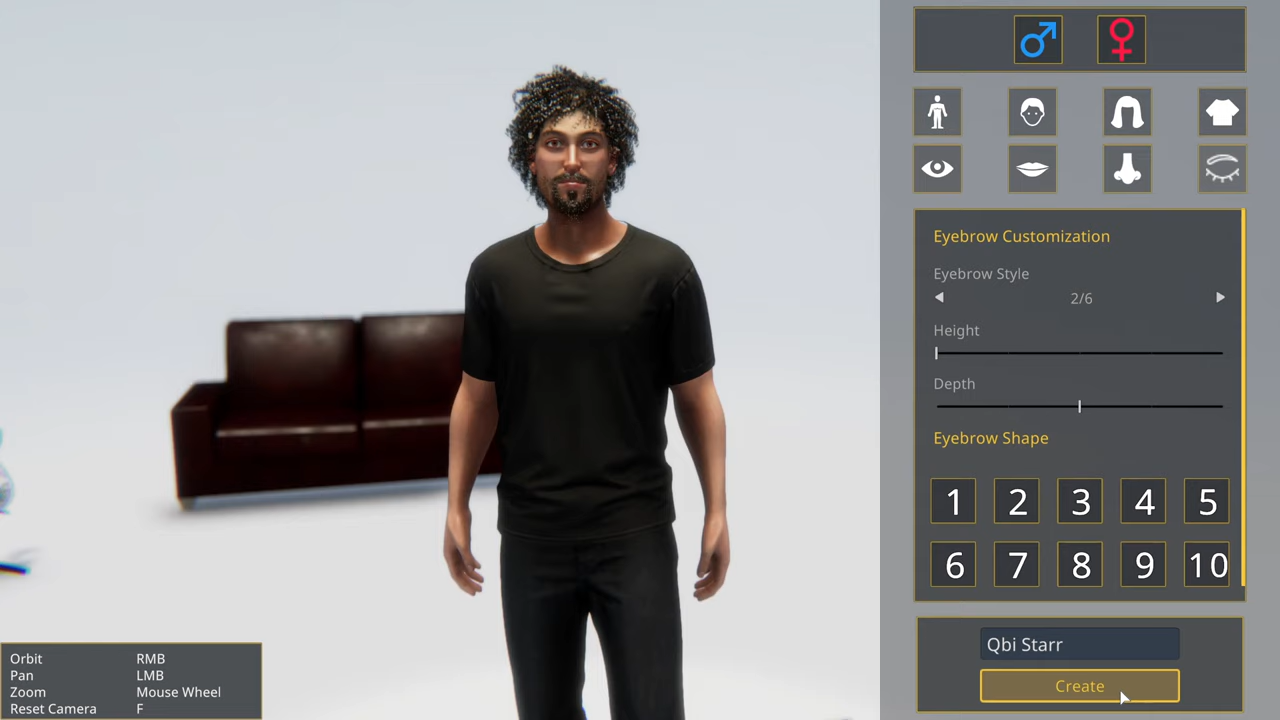 Eyebrow Customization
Eyebrow Style
2/6
Height
Depth
Eyebrow Shape
1 2 3 4 5
6 7 8 9 10
Qbi Starr
Create
Orbit RMB
Pan LMB
Zoom Mouse Wheel
Reset Camera F